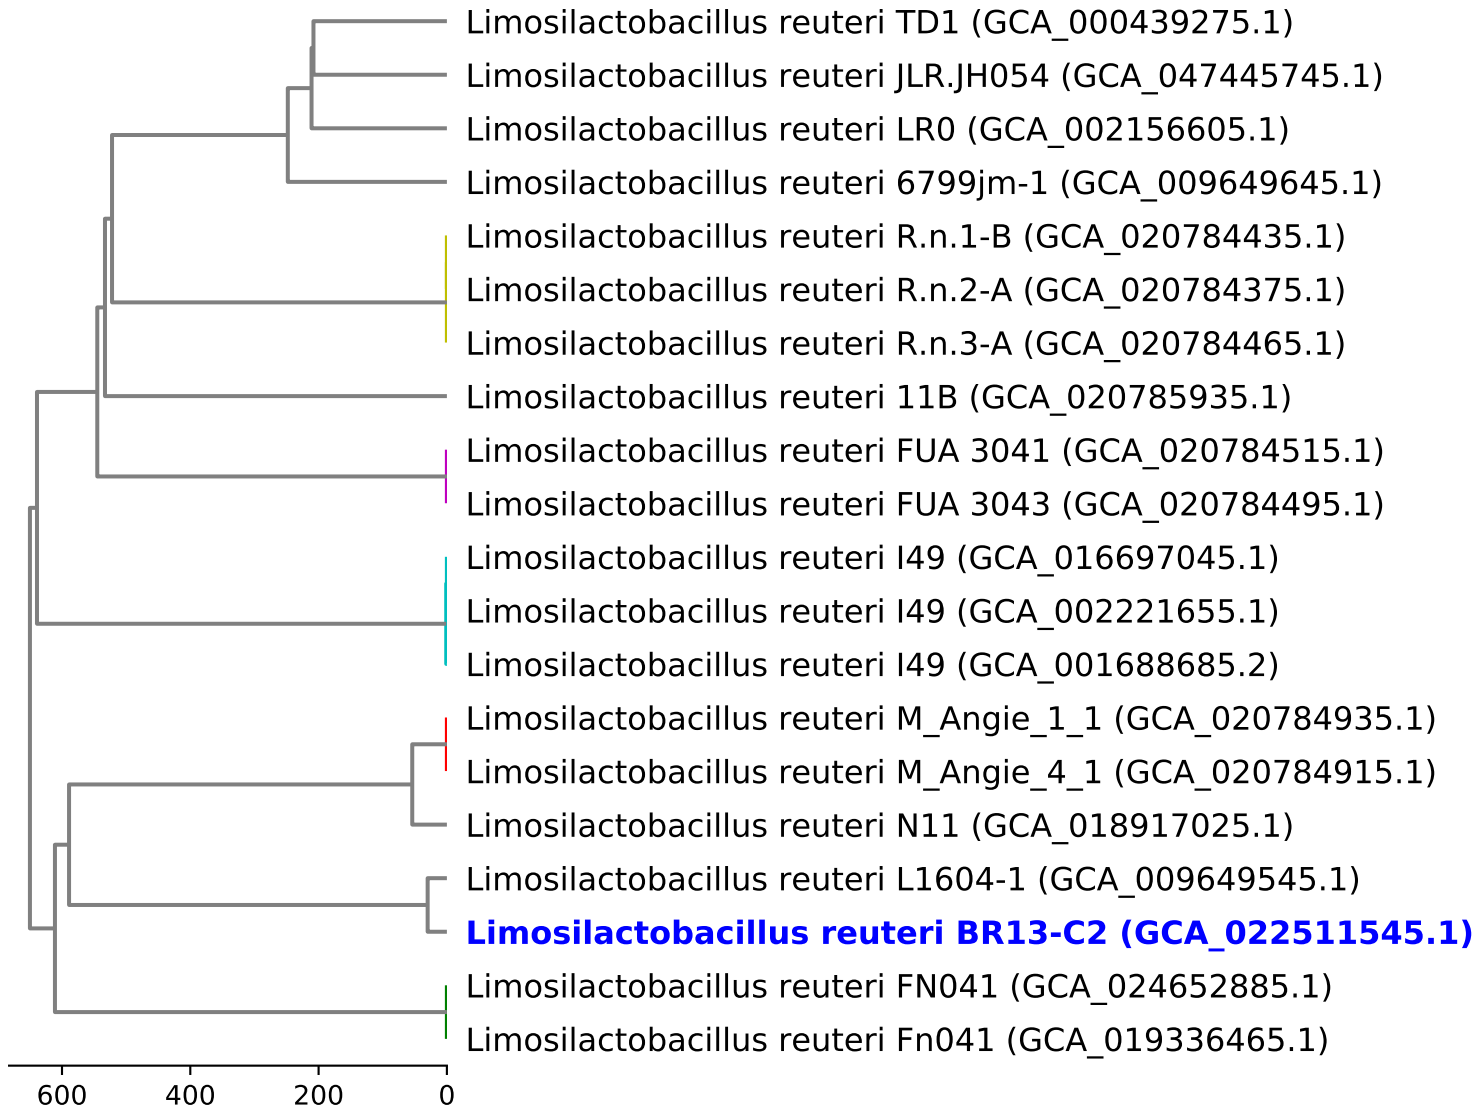 Limosilactobacillus reuteri TD1 (GCA_000439275.1)
Limosilactobacillus reuteri JLR.JH054 (GCA_047445745.1)
Limosilactobacillus reuteri LR0 (GCA_002156605.1)
Limosilactobacillus reuteri 6799jm-1 (GCA_009649645.1)
Limosilactobacillus reuteri R.n.1-B (GCA_020784435.1)
Limosilactobacillus reuteri R.n.2-A (GCA_020784375.1)
Limosilactobacillus reuteri R.n.3-A (GCA_020784465.1)
Limosilactobacillus reuteri 11B (GCA_020785935.1)
Limosilactobacillus reuteri FUA 3041 (GCA_020784515.1)
Limosilactobacillus reuteri FUA 3043 (GCA_020784495.1)
Limosilactobacillus reuteri I49 (GCA_016697045.1)
Limosilactobacillus reuteri I49 (GCA_002221655.1)
Limosilactobacillus reuteri I49 (GCA_001688685.2)
Limosilactobacillus reuteri M_Angie_1_1 (GCA_020784935.1)
Limosilactobacillus reuteri M_Angie_4_1 (GCA_020784915.1)
Limosilactobacillus reuteri N11 (GCA_018917025.1)
Limosilactobacillus reuteri L1604-1 (GCA_009649545.1)
Limosilactobacillus reuteri BR13-C2 (GCA_022511545.1)
Limosilactobacillus reuteri FN041 (GCA_024652885.1)
Limosilactobacillus reuteri Fn041 (GCA_019336465.1)
600 400 200 0